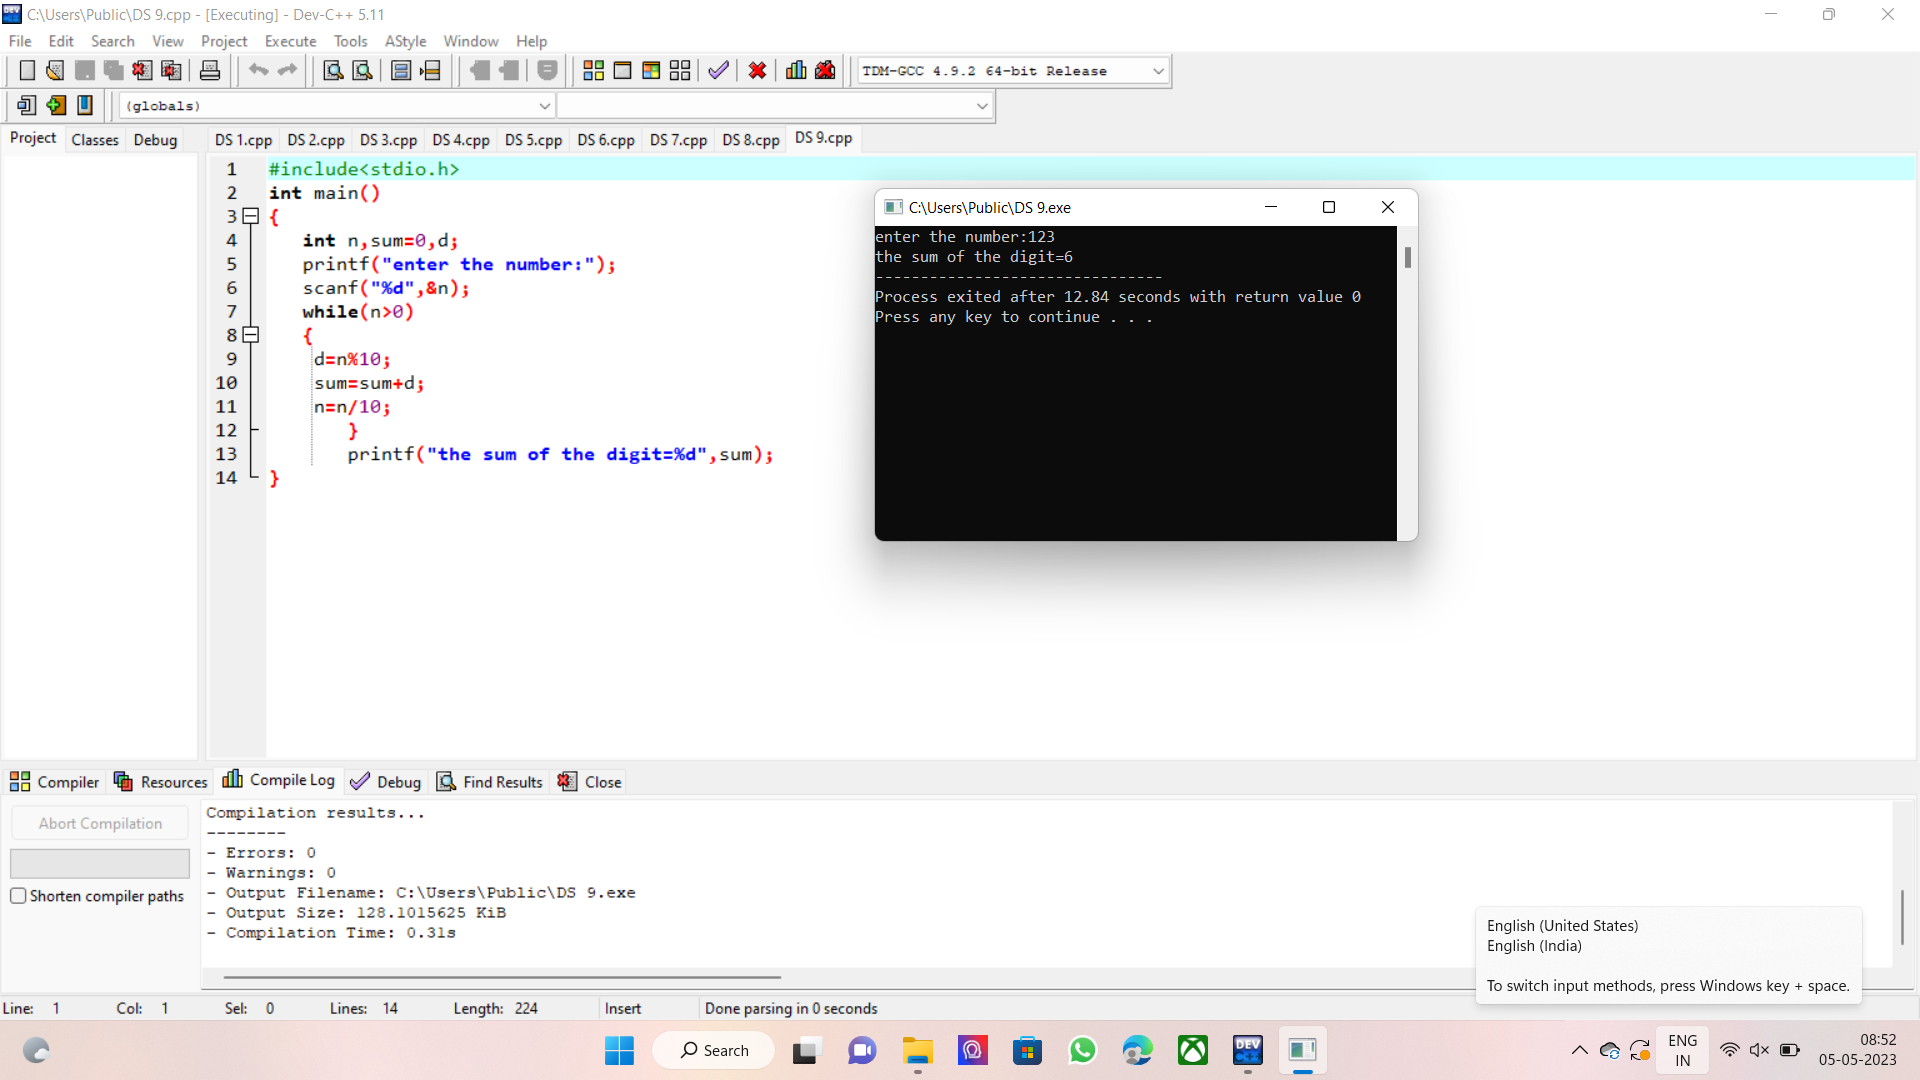 C:\Users\Public\DS 9.cpp - [Executing] - Dev-C++ 5.11
File Edit Search View Project Execute Tools AStyle Window Help
TDM-GCC 4.9.2 64-bit Release
(globals)
Project Classes Debug
DS 1.cpp DS 2.cpp DS 3.cpp DS 4.cpp DS 5.cpp DS 6.cpp DS 7.cpp DS 8.cpp DS 9.cpp
1 #include<stdio.h>
2 int main()
3 {
4 int n,sum=0,d;
5 printf("enter the number:");
6 scanf("%d",&n);
7 while(n>0)
8 {
9 d=n%10;
10 sum=sum+d;
11 n=n/10;
12 }
13 printf("the sum of the digit=%d",sum);
14 }
C:\Users\Public\DS 9.exe
enter the number:123
the sum of the digit=6
--------------------------------
Process exited after 12.84 seconds with return value 0
Press any key to continue . . .
Compiler Resources Compile Log Debug Find Results Close
Abort Compilation
Shorten compiler paths
Compilation results...
--------
- Errors: 0
- Warnings: 0
- Output Filename: C:\Users\Public\DS 9.exe
- Output Size: 128.1015625 KiB
- Compilation Time: 0.31s
English (United States)
English (India)
To switch input methods, press Windows key + space.
Line: 1 Col: 1 Sel: 0 Lines: 14 Length: 224 Insert Done parsing in 0 seconds
Search
DEV C++
ENG
IN
08:52
05-05-2023